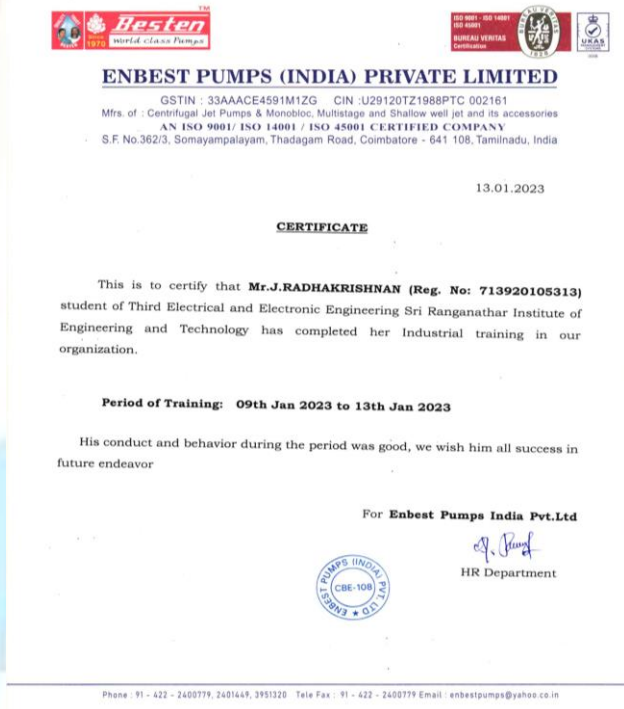 TM
Since
1970
Besten
World class Pumps
ISO 9001 - ISO 14001
ISO 45001
BUREAU VERITAS
Certification
BUREAU VERITAS
1828
UKAS
MANAGEMENT
SYSTEMS
ENBEST PUMPS (INDIA) PRIVATE LIMITED
GSTIN : 33AAACE4591M1ZG CIN :U29120TZ1988PTC 002161
Mfrs. of : Centrifugal Jet Pumps & Monobloc, Multistage and Shallow well jet and its accessories
AN ISO 9001/ ISO 14001 / ISO 45001 CERTIFIED COMPANY
S.F. No.362/3, Somayampalayam, Thadagam Road, Coimbatore - 641 108, Tamilnadu, India
13.01.2023
CERTIFICATE
This is to certify that Mr.J.RADHAKRISHNAN (Reg. No: 713920105313)
student of Third Electrical and Electronic Engineering Sri Ranganathar Institute of
Engineering and Technology has completed her Industrial training in our
organization.
Period of Training: 09th Jan 2023 to 13th Jan 2023
His conduct and behavior during the period was good, we wish him all success in
future endeavor
For Enbest Pumps India Pvt.Ltd
HR Department
ENBEST PUMPS (INDIA) PVT. LTD ★
CBE-108
Phone : 91 - 422 - 2400779, 2401649, 3951320 Tele Fax : 91 - 422 - 2400779 Email : enbestpumps@yahoo.co.in